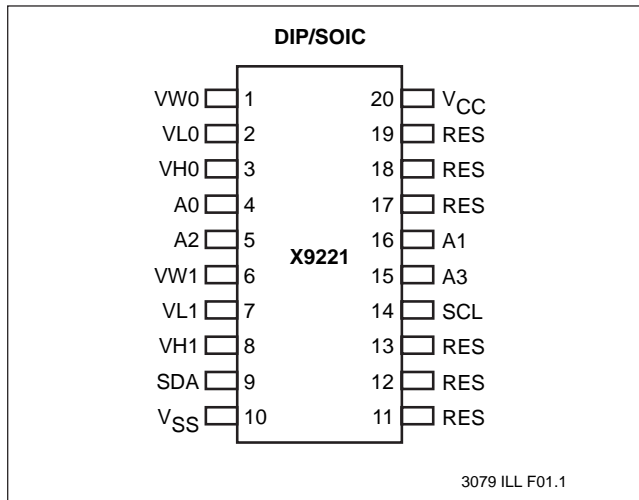 DIP/SOIC
VW0 1 20 VCC
VL0 2 19 RES
VH0 3 18 RES
A0 4 17 RES
A2 5 16 A1
X9221
VW1 6 15 A3
VL1 7 14 SCL
VH1 8 13 RES
SDA 9 12 RES
VSS 10 11 RES
3079 ILL F01.1